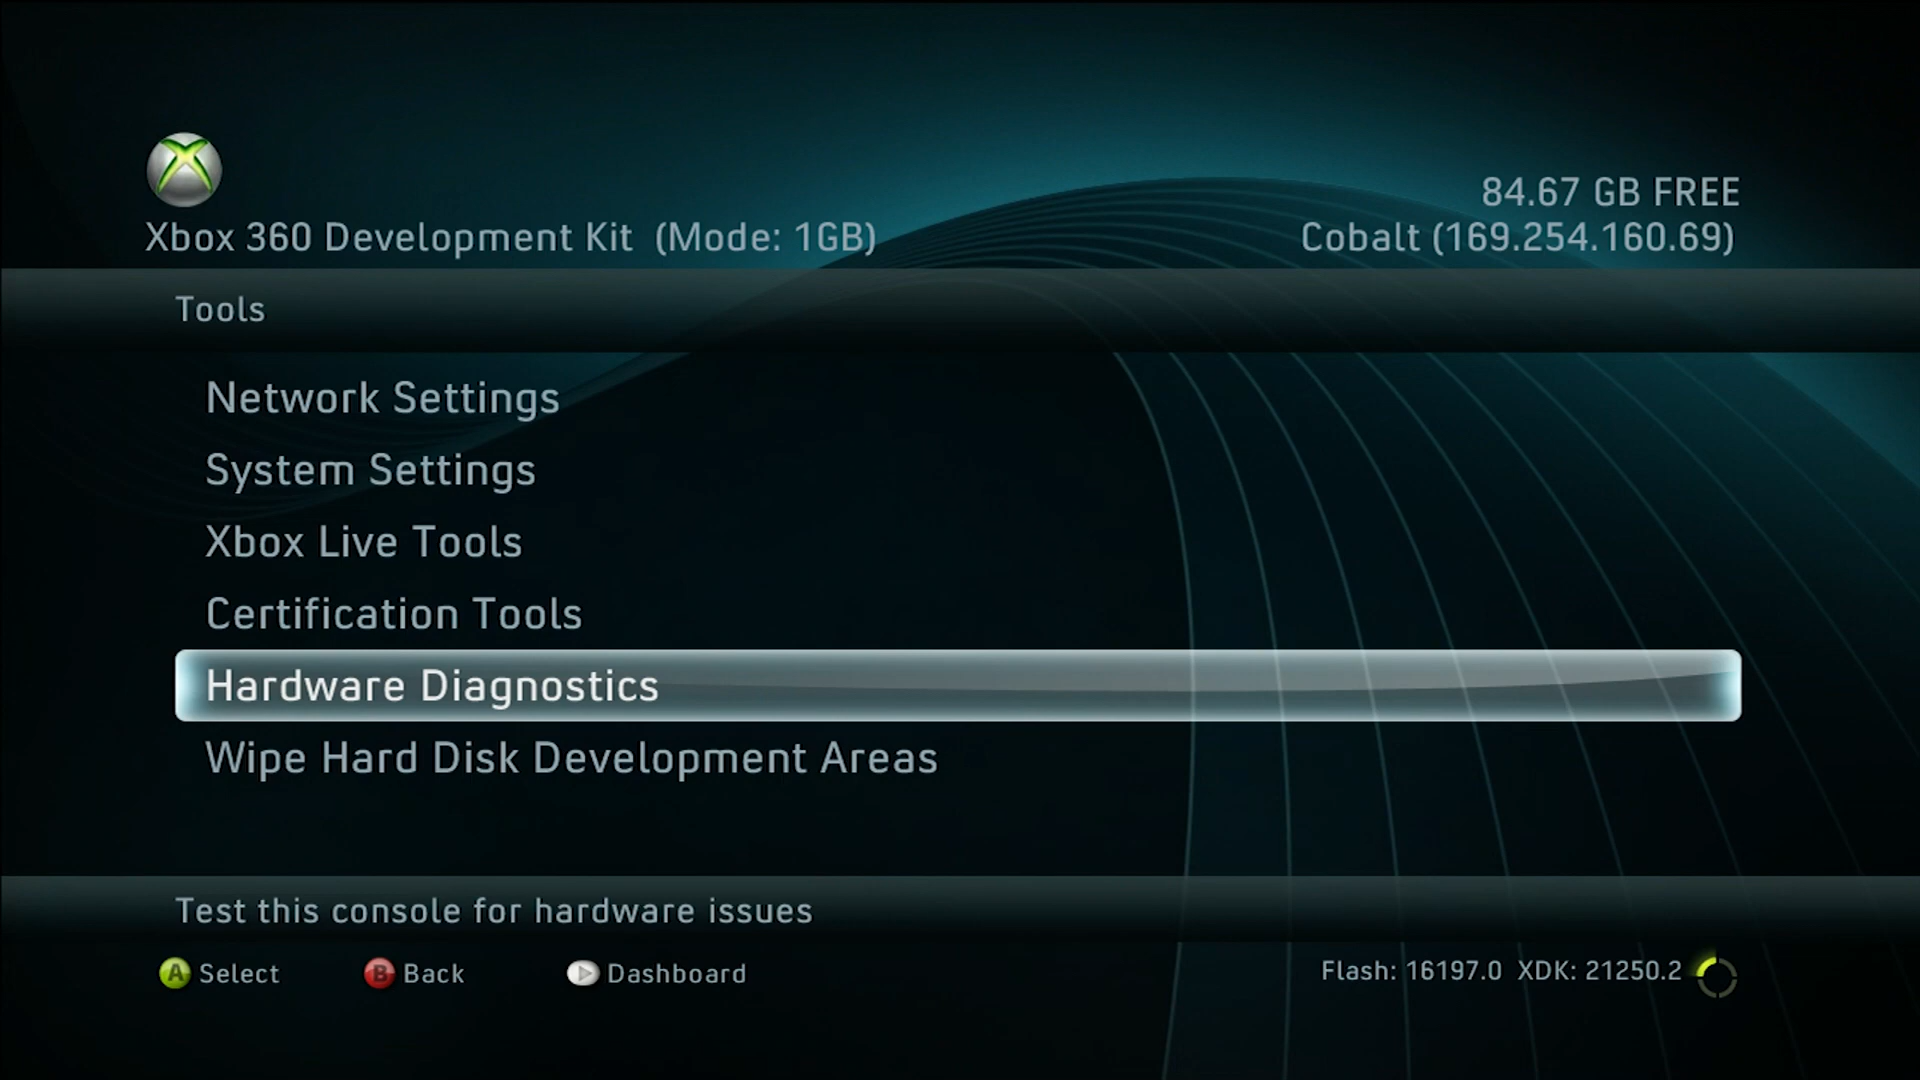 84.67 GB FREE
Xbox 360 Development Kit (Mode: 1GB)
Cobalt (169.254.160.69)
Tools
Network Settings
System Settings
Xbox Live Tools
Certification Tools
Hardware Diagnostics
Wipe Hard Disk Development Areas
Test this console for hardware issues
A Select B Back Dashboard
Flash: 16197.0 XDK: 21250.2